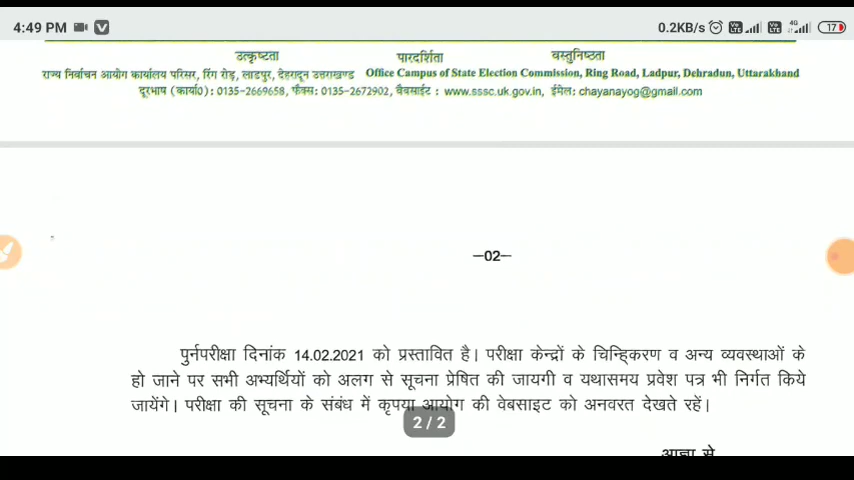 4:49 PM 0.2KB/s 4G 17
उत्कृष्टता पारदर्शिता वस्तुनिष्ठता
राज्य निर्वाचन आयोग कार्यालय परिसर, रिंग रोड़, लाडपुर, देहरादून उत्तराखण्ड Office Campus of State Election Commission, Ring Road, Ladpur, Dehradun, Uttarakhand
दूरभाष (कार्या0): 0135-2669658, फैक्स: 0135-2672902, वैबसाईट : www.sssc.uk.gov.in, ईमेल: chayanayog@gmail.com
–02–
पुर्नपरीक्षा दिनांक 14.02.2021 को प्रस्तावित है। परीक्षा केन्द्रों के चिन्हिकरण व अन्य व्यवस्थाओं के
हो जाने पर सभी अभ्यर्थियों को अलग से सूचना प्रेषित की जायगी व यथासमय प्रवेश पत्र भी निर्गत किये
जायेंगे। परीक्षा की सूचना के संबंध में कृपया आयोग की वेबसाइट को अनवरत देखते रहें।
2 / 2
आज्ञा से